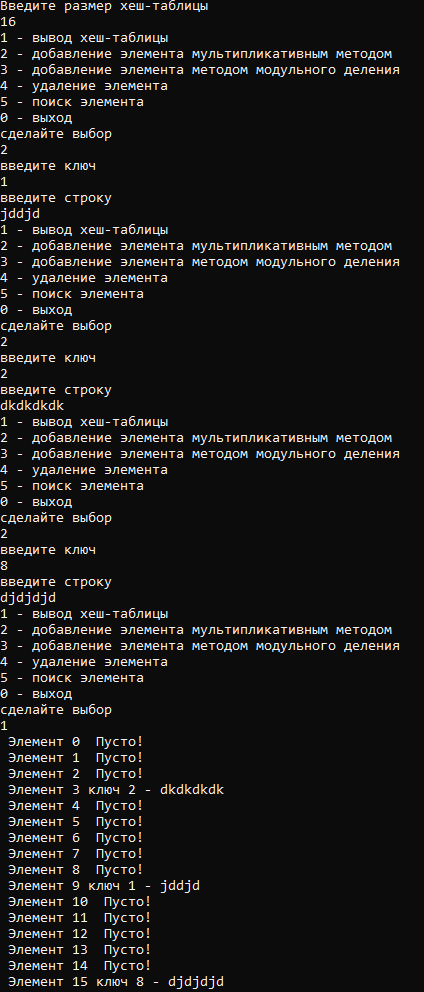 Введите размер хеш-таблицы
16
1 - вывод хеш-таблицы
2 - добавление элемента мультипликативным методом
3 - добавление элемента методом модульного деления
4 - удаление элемента
5 - поиск элемента
0 - выход
сделайте выбор
2
введите ключ
1
введите строку
jddjd
1 - вывод хеш-таблицы
2 - добавление элемента мультипликативным методом
3 - добавление элемента методом модульного деления
4 - удаление элемента
5 - поиск элемента
0 - выход
сделайте выбор
2
введите ключ
2
введите строку
dkdkdkdk
1 - вывод хеш-таблицы
2 - добавление элемента мультипликативным методом
3 - добавление элемента методом модульного деления
4 - удаление элемента
5 - поиск элемента
0 - выход
сделайте выбор
2
введите ключ
8
введите строку
djdjdjd
1 - вывод хеш-таблицы
2 - добавление элемента мультипликативным методом
3 - добавление элемента методом модульного деления
4 - удаление элемента
5 - поиск элемента
0 - выход
сделайте выбор
1
Элемент 0  Пусто!
Элемент 1  Пусто!
Элемент 2  Пусто!
Элемент 3 ключ 2 - dkdkdkdk
Элемент 4  Пусто!
Элемент 5  Пусто!
Элемент 6  Пусто!
Элемент 7  Пусто!
Элемент 8  Пусто!
Элемент 9 ключ 1 - jddjd
Элемент 10  Пусто!
Элемент 11  Пусто!
Элемент 12  Пусто!
Элемент 13  Пусто!
Элемент 14  Пусто!
Элемент 15 ключ 8 - djdjdjd